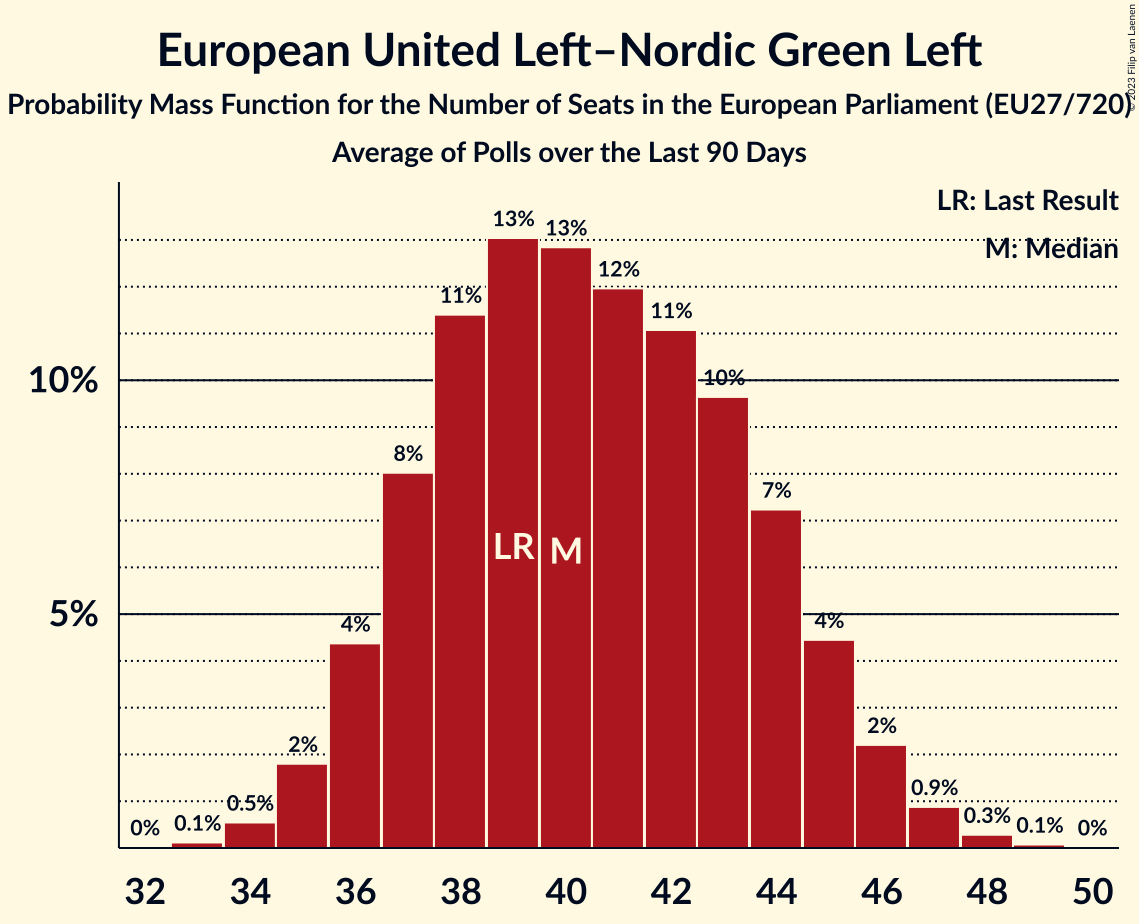 European United Left–Nordic Green Left
Probability Mass Function for the Number of Seats in the European Parliament (EU27/720)
Average of Polls over the Last 90 Days
© 2023 Filip van Laenen
LR: Last Result
M: Median
10%
5%
0%
0.1%
0.5%
2%
4%
8%
11%
13%
13%
12%
11%
10%
7%
4%
2%
0.9%
0.3%
0.1%
0%
LR
M
32 34 36 38 40 42 44 46 48 50